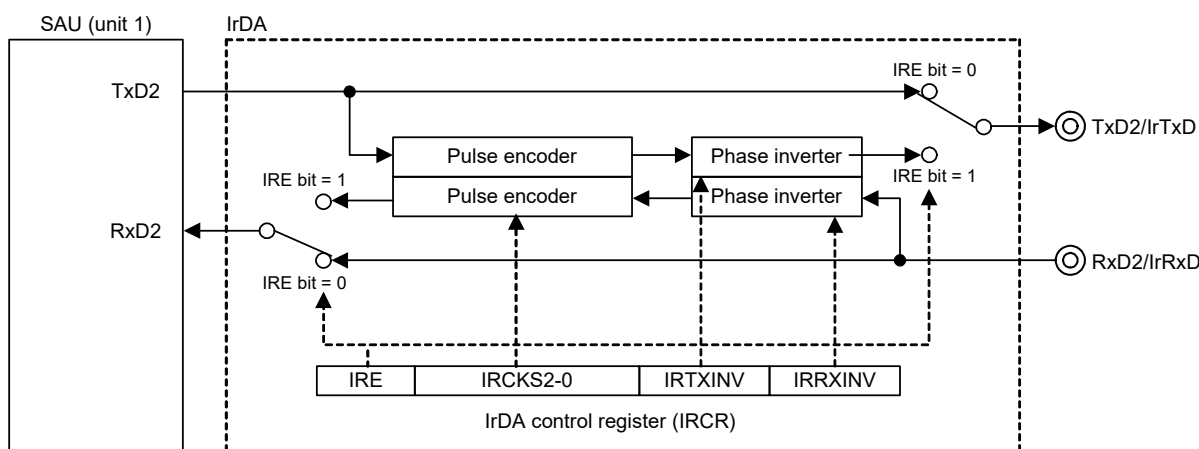 SAU (unit 1)
IrDA
TxD2
IRE bit = 0
TxD2/IrTxD
Pulse encoder
Phase inverter
IRE bit = 1
IRE bit = 1
Pulse encoder
Phase inverter
RxD2
RxD2/IrRxD
IRE bit = 0
IRE
IRCKS2-0
IRTXINV
IRRXINV
IrDA control register (IRCR)